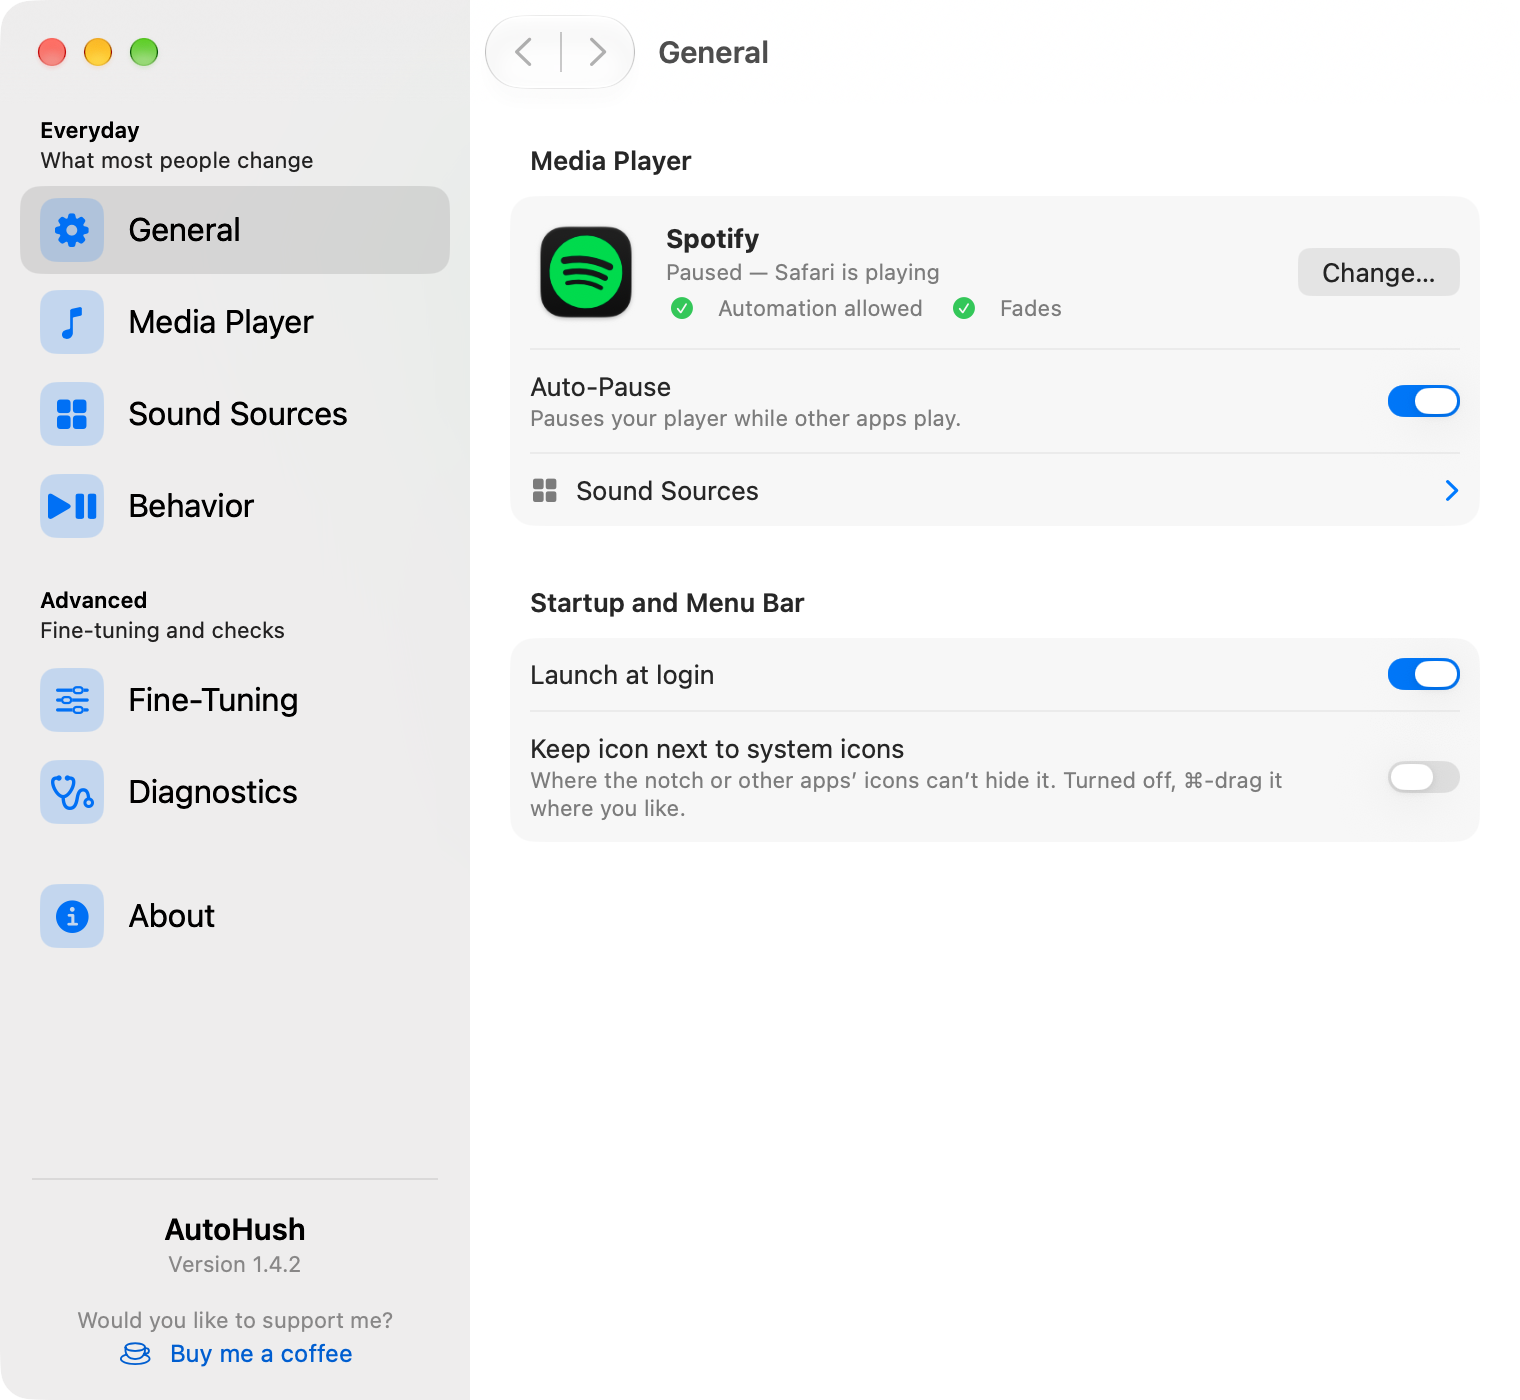 Everyday
What most people change
General
Media Player
Sound Sources
Behavior
Advanced
Fine-Tuning and checks
Fine-Tuning
Diagnostics
About
AutoHush
Version 1.4.2
Would you like to support me?
Buy me a coffee
General
Media Player
Spotify
Paused — Safari is playing
Automation allowed Fades
Change...
Auto-Pause
Pauses your player while other apps play.
Sound Sources
Startup and Menu Bar
Launch at login
Keep icon next to system icons
Where the notch or other apps’ icons can’t hide it. Turned off, ⌘-drag it
where you like.